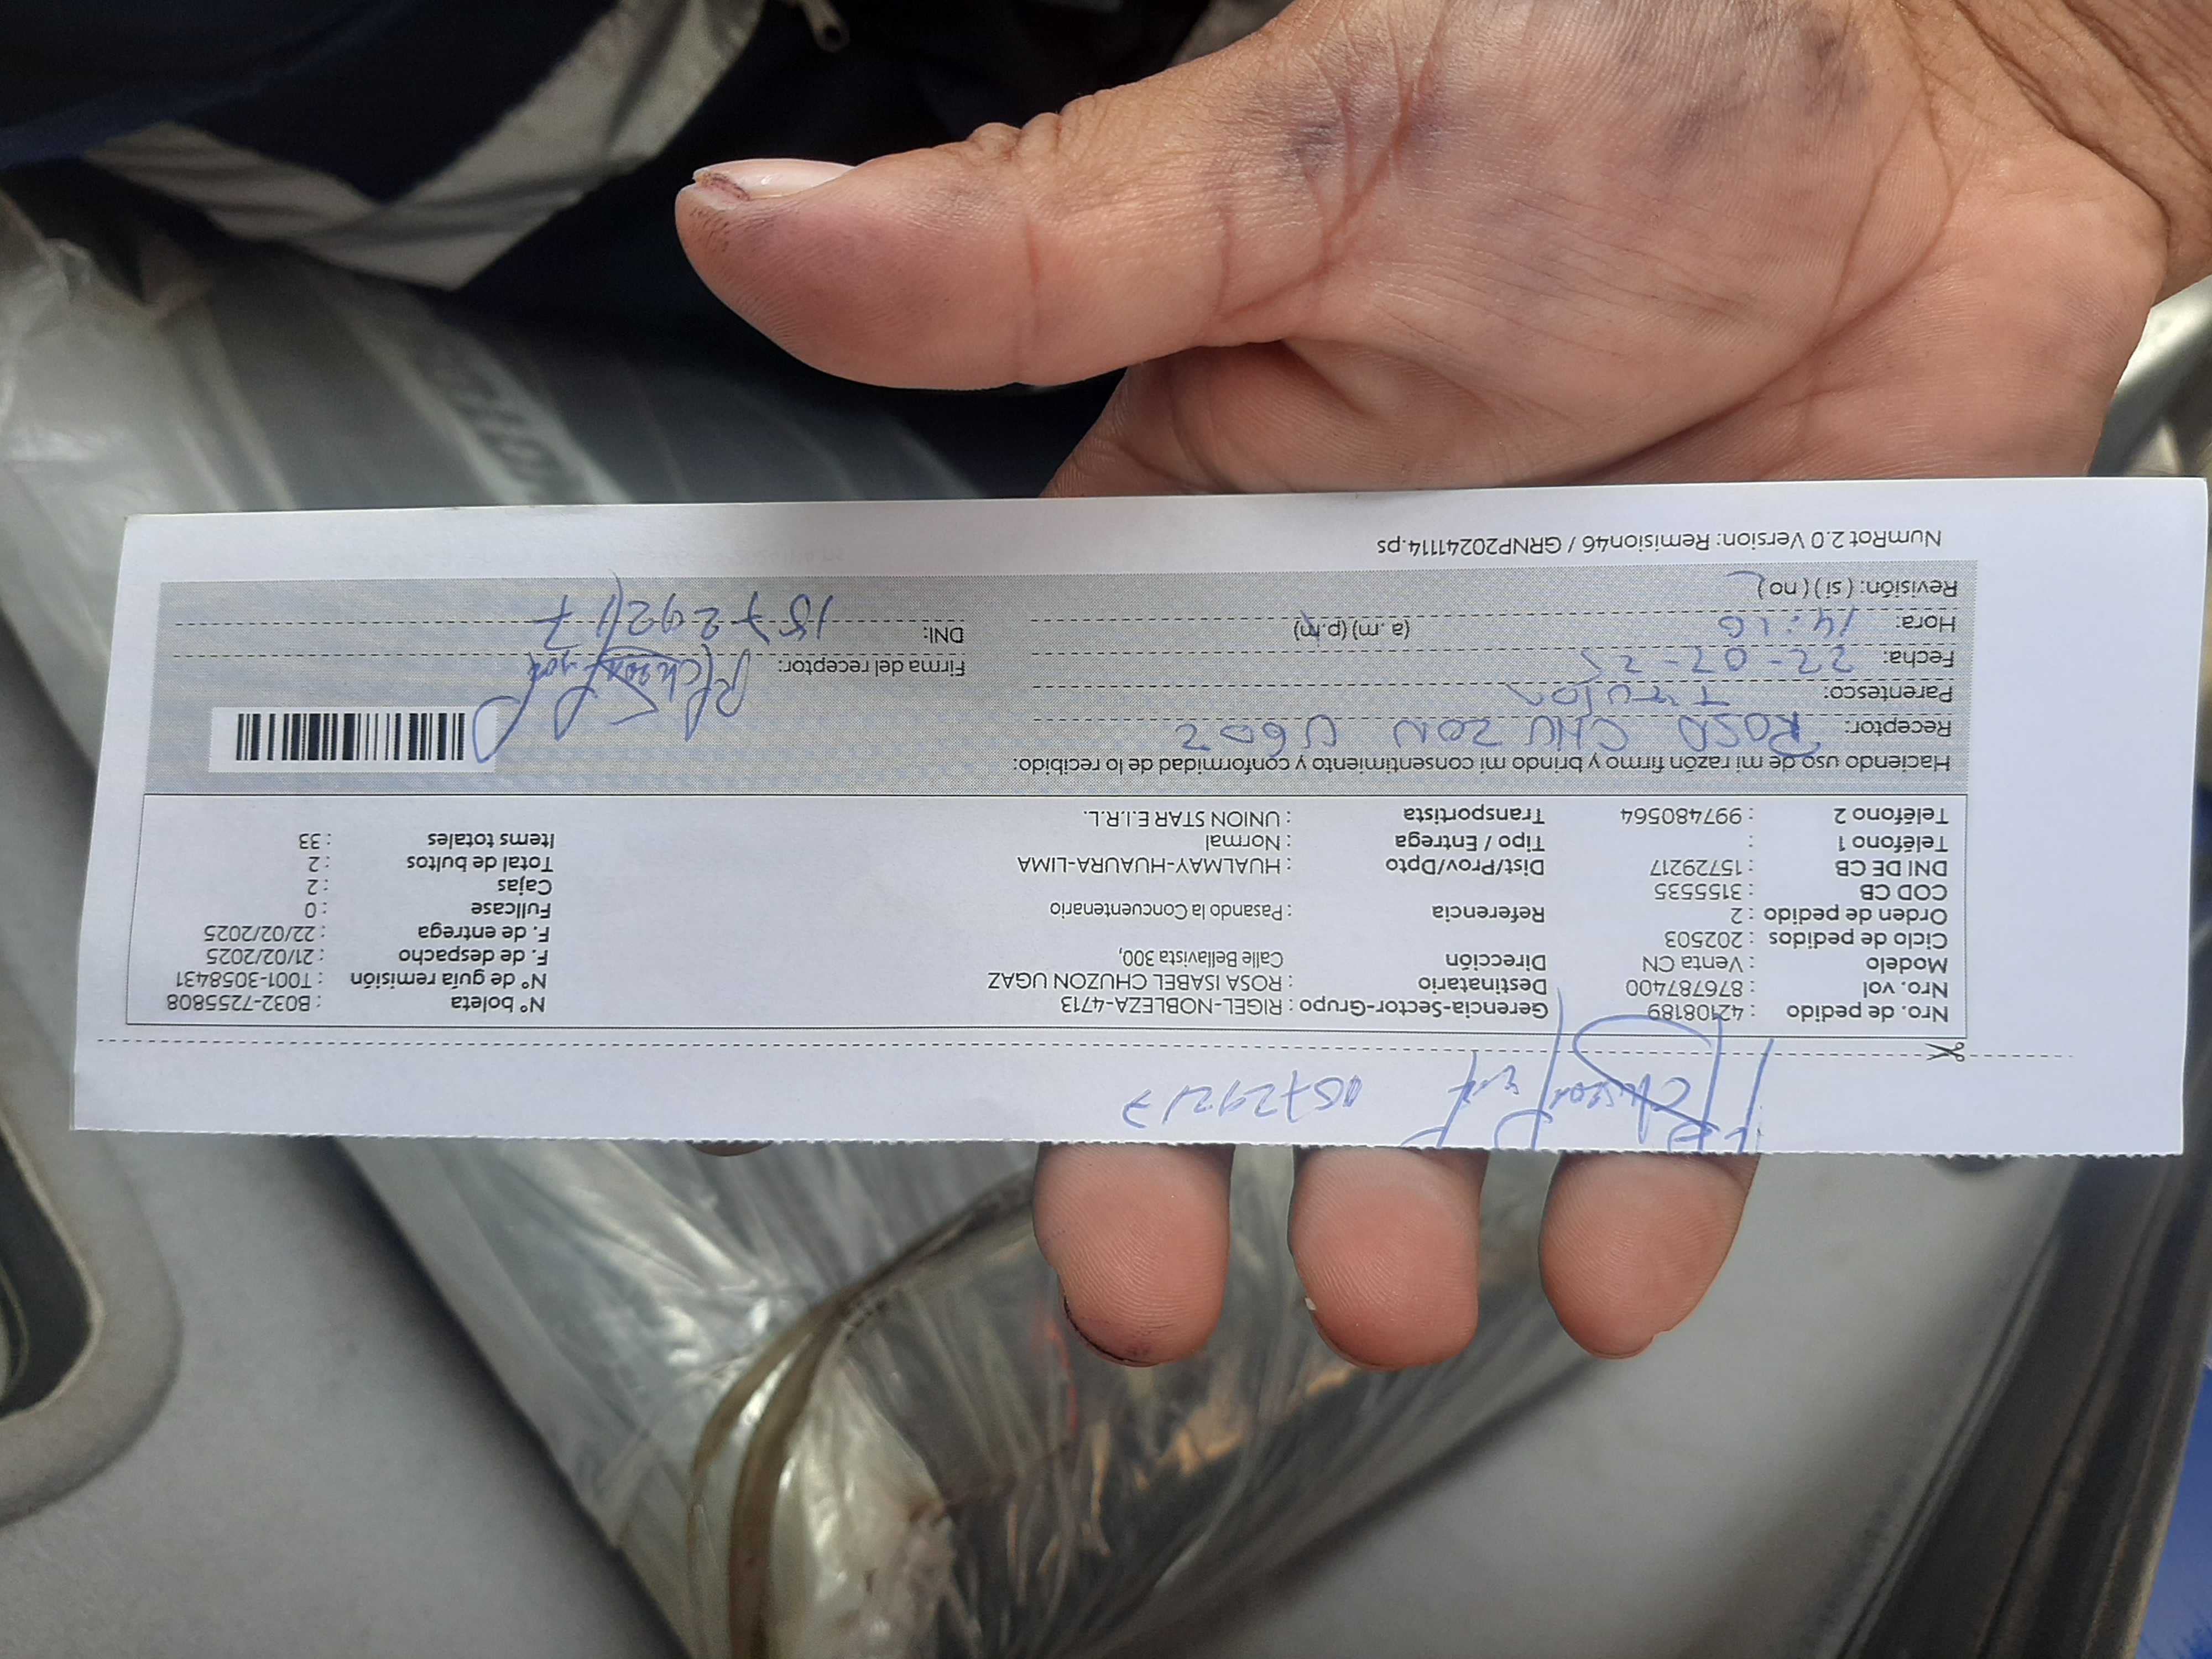 15729217
Nro. de pedido : 42108189 Gerencia-Sector-Grupo : RIGEL-NOBLEZA-4713 N° boleta : B032-7255808
Nro. vol : 876787400 Destinatario : ROSA ISABEL CHUZON UGAZ N° de guía remisión : T001-3058431
Modelo : Venta CN Dirección Calle Bellavista 300, F. de despacho : 21/02/2025
Ciclo de pedidos : 202503 F. de entrega : 22/02/2025
Orden de pedido : 2 Referencia : Pasando la Concuentenario Fullcase : 0
COD CB : 3155535 Cajas : 2
DNI DE CB : 15729217 Dist/Prov/Dpto : HUALMAY-HUAURA-LIMA Total de bultos : 2
Teléfono 1 : Tipo / Entrega : Normal Items totales : 33
Teléfono 2 : 997480564 Transportista : UNION STAR E.I.R.L.
Haciendo uso de mi razón firmo y brindo mi consentimiento y conformidad de lo recibido:
Receptor: ROSA CHUZON UGOZ
Parentesco: TITULAR Firma del receptor:
Fecha: 22-02-25
Hora: 14:16 (a. m) (p.m) DNI: 15729217
Revisión: ( si ) ( no )
NumRot 2.0 Version: Remision46 / GRNP20241114.ps